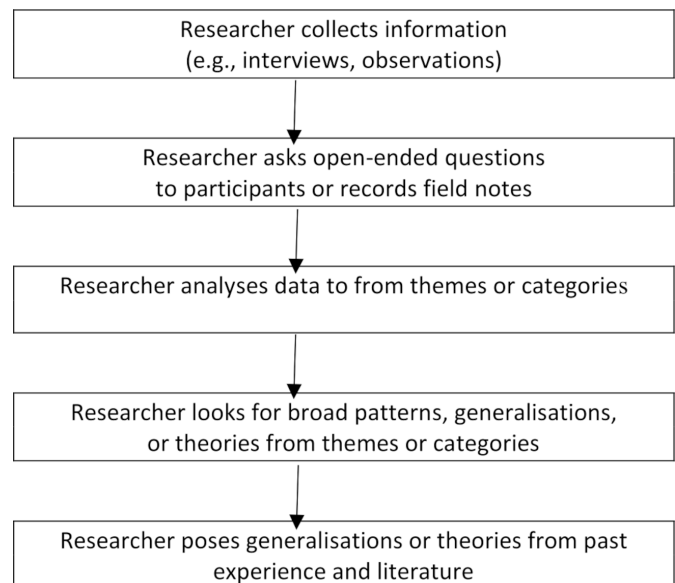 Researcher collects information
(e.g., interviews, observations)
Researcher asks open-ended questions
to participants or records field notes
Researcher analyses data to from themes or categories
Researcher looks for broad patterns, generalisations,
or theories from themes or categories
Researcher poses generalisations or theories from past
experience and literature